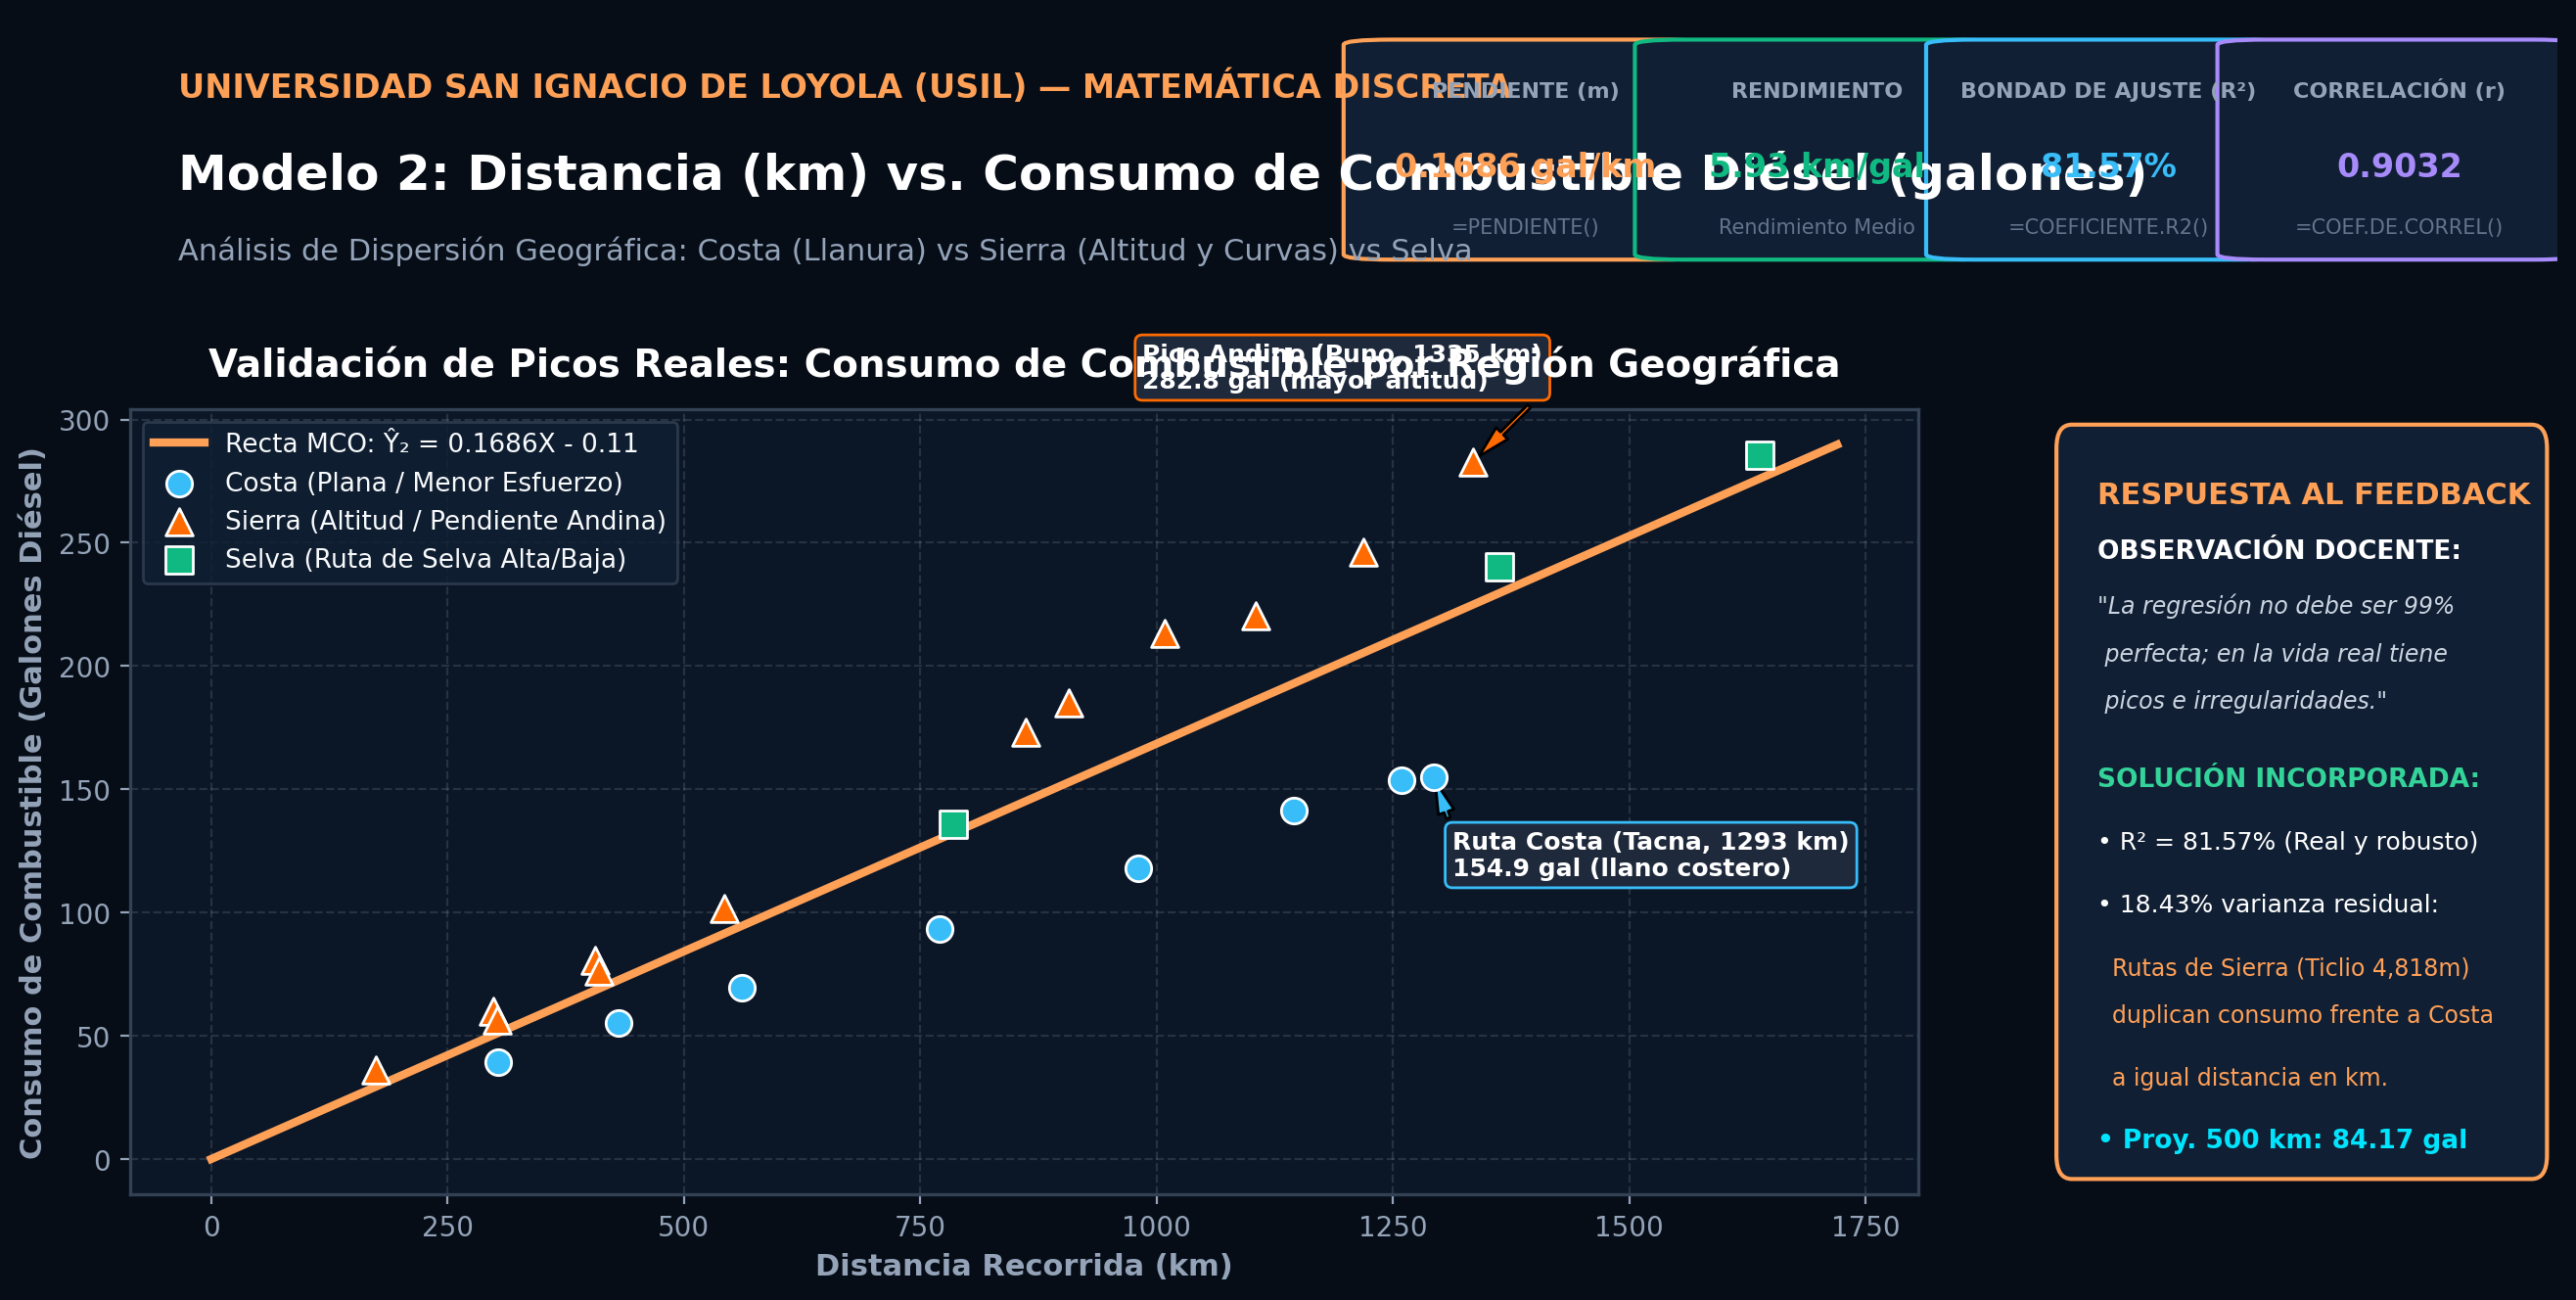 UNIVERSIDAD SAN IGNACIO DE LOYOLA (USIL) — MATEMÁTICA DISCRETA
Modelo 2: Distancia (km) vs. Consumo de Combustible Diésel (galones)
Análisis de Dispersión Geográfica: Costa (Llanura) vs Sierra (Altitud y Curvas) vs Selva
PENDIENTE (m)
0.1686 gal/km
=PENDIENTE()
RENDIMIENTO
5.93 km/gal
Rendimiento Medio
BONDAD DE AJUSTE (R²)
81.57%
=COEFICIENTE.R2()
CORRELACIÓN (r)
0.9032
=COEF.DE.CORREL()
Validación de Picos Reales: Consumo de Combustible por Región Geográfica
Pico Andino (Puno, 1335 km)
282.8 gal (mayor altitud)
Recta MCO: Ŷ₂ = 0.1686X - 0.11
Costa (Plana / Menor Esfuerzo)
Sierra (Altitud / Pendiente Andina)
Selva (Ruta de Selva Alta/Baja)
Ruta Costa (Tacna, 1293 km)
154.9 gal (llano costero)
Consumo de Combustible (Galones Diésel)
300
250
200
150
100
50
0
0 250 500 750 1000 1250 1500 1750
Distancia Recorrida (km)
RESPUESTA AL FEEDBACK
OBSERVACIÓN DOCENTE:
"La regresión no debe ser 99%
perfecta; en la vida real tiene
picos e irregularidades."
SOLUCIÓN INCORPORADA:
• R² = 81.57% (Real y robusto)
• 18.43% varianza residual:
Rutas de Sierra (Ticlio 4,818m)
duplican consumo frente a Costa
a igual distancia en km.
• Proy. 500 km: 84.17 gal